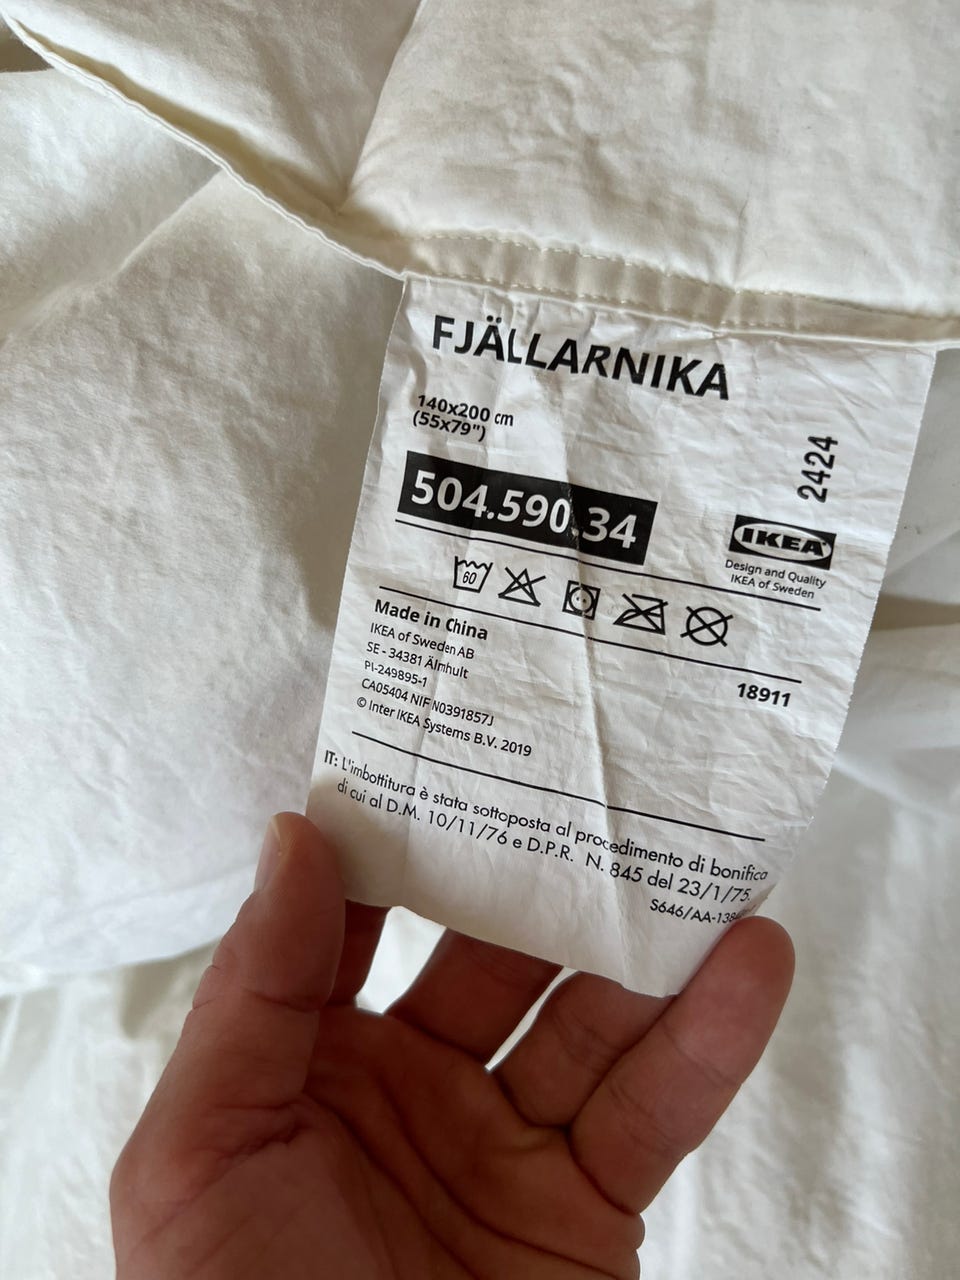 FJÄLLARNIKA
140x200 cm
(55x79")
2424
504.590.34
IKEA
Design and Quality
IKEA of Sweden
60
Made in China
IKEA of Sweden AB
SE - 34381 Älmhult
PI-249895-1
CA05404 NIF N0391857J
© Inter IKEA Systems B.V. 2019
18911
IT: L'imbottitura è stata sottoposta al procedimento di bonifica
di cui al D.M. 10/11/76 e D.P.R. N. 845 del 23/1/75.